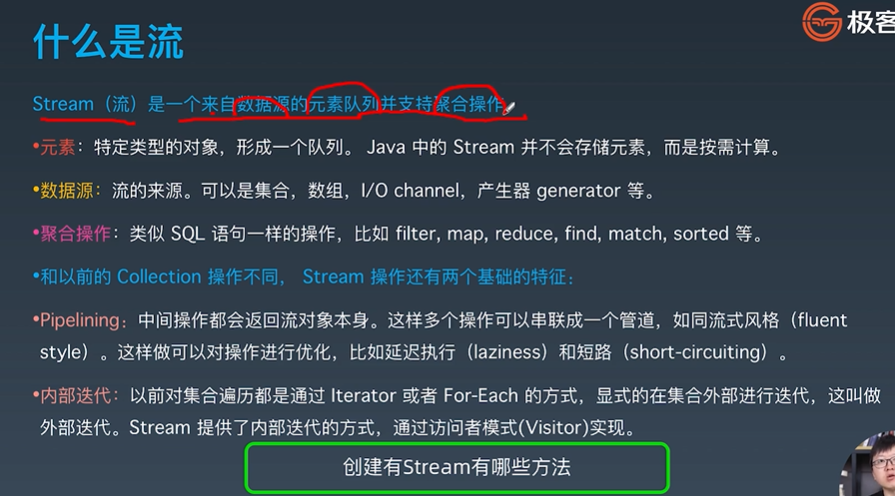 极客
什么是流
Stream（流）是一个来自数据源的元素队列并支持聚合操作
•元素：特定类型的对象，形成一个队列。 Java 中的 Stream 并不会存储元素，而是按需计算。
•数据源：流的来源。可以是集合，数组，I/O channel，产生器 generator 等。
•聚合操作：类似 SQL 语句一样的操作，比如 filter, map, reduce, find, match, sorted 等。
•和以前的 Collection 操作不同， Stream 操作还有两个基础的特征：
•Pipelining：中间操作都会返回流对象本身。这样多个操作可以串联成一个管道，如同流式风格（fluent
style）。这样做可以对操作进行优化，比如延迟执行（laziness）和短路（short-circuiting）。
•内部迭代：以前对集合遍历都是通过 Iterator 或者 For-Each 的方式，显式的在集合外部进行迭代，这叫做
外部迭代。Stream 提供了内部迭代的方式，通过访问者模式(Visitor)实现。
创建有Stream有哪些方法